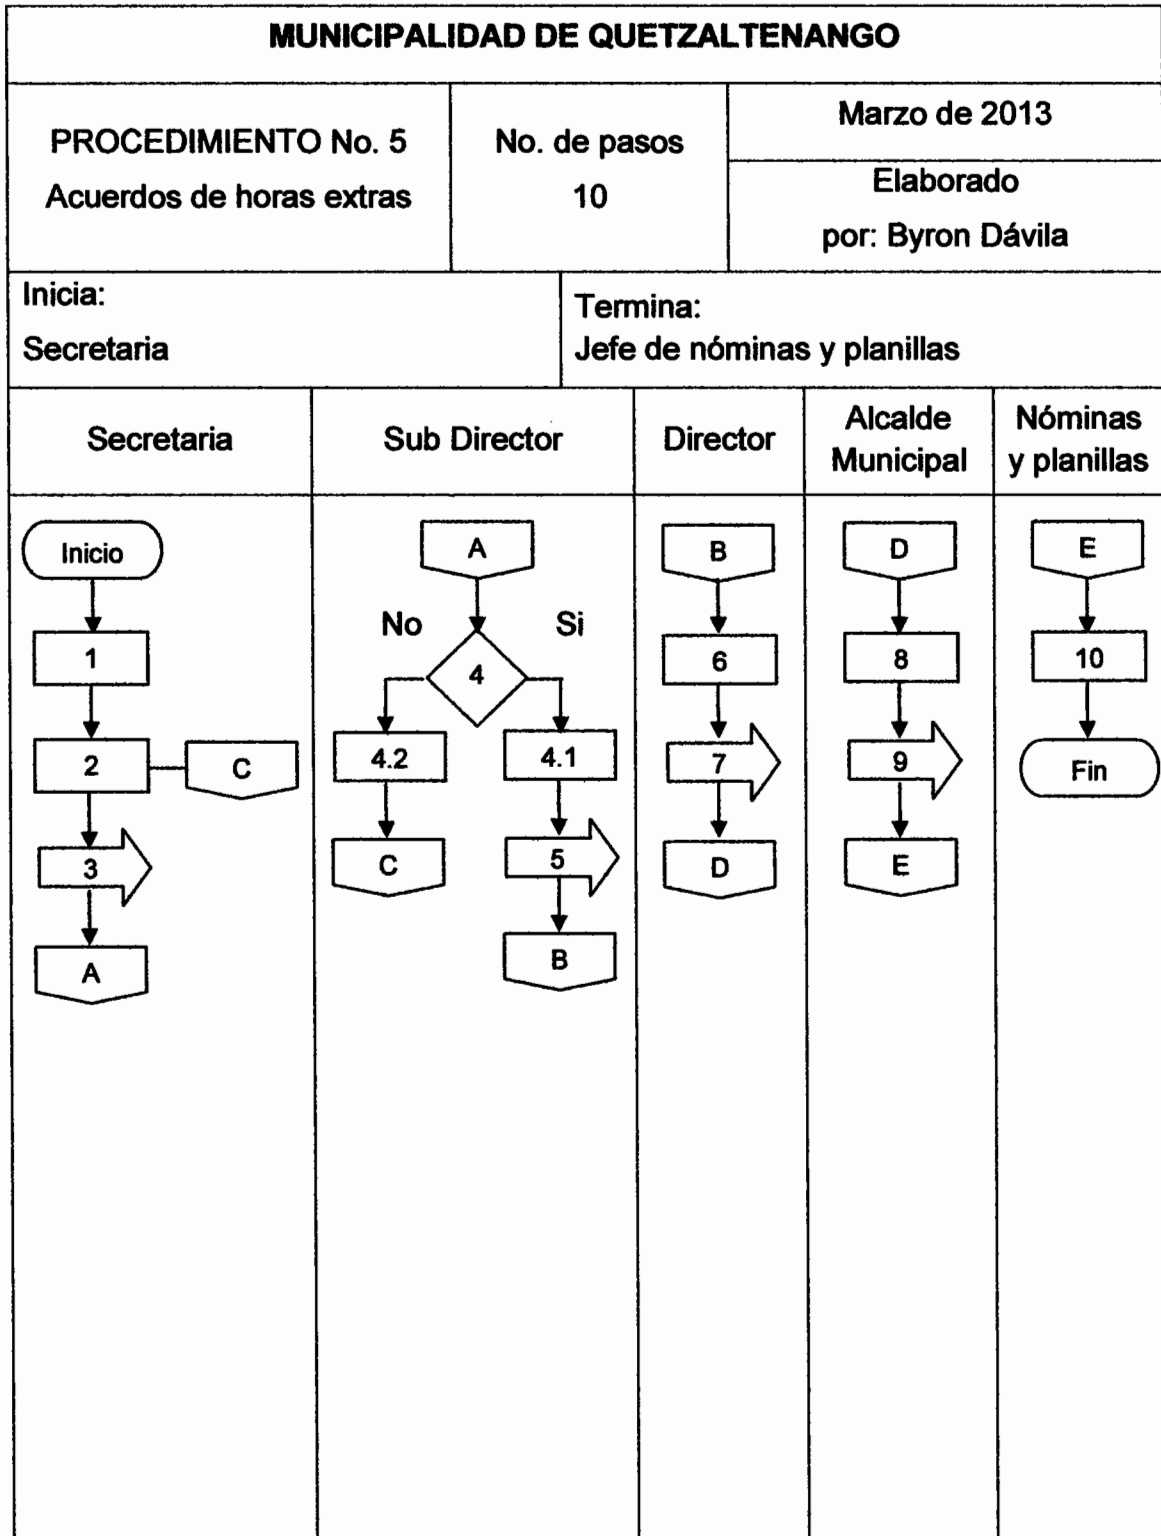 MUNICIPALIDAD DE QUETZALTENANGO
PROCEDIMIENTO No. 5
Acuerdos de horas extras
No. de pasos
10
Marzo de 2013
Elaborado
por: Byron Dávila
Inicia:
Secretaria
Termina:
Jefe de nóminas y planillas
Secretaria
Sub Director
Director
Alcalde
Municipal
Nóminas
y planillas
Inicio
1
2
C
3
A
A
No
Si
4
4.2
4.1
C
5
B
B
6
7
D
D
8
9
E
E
10
Fin